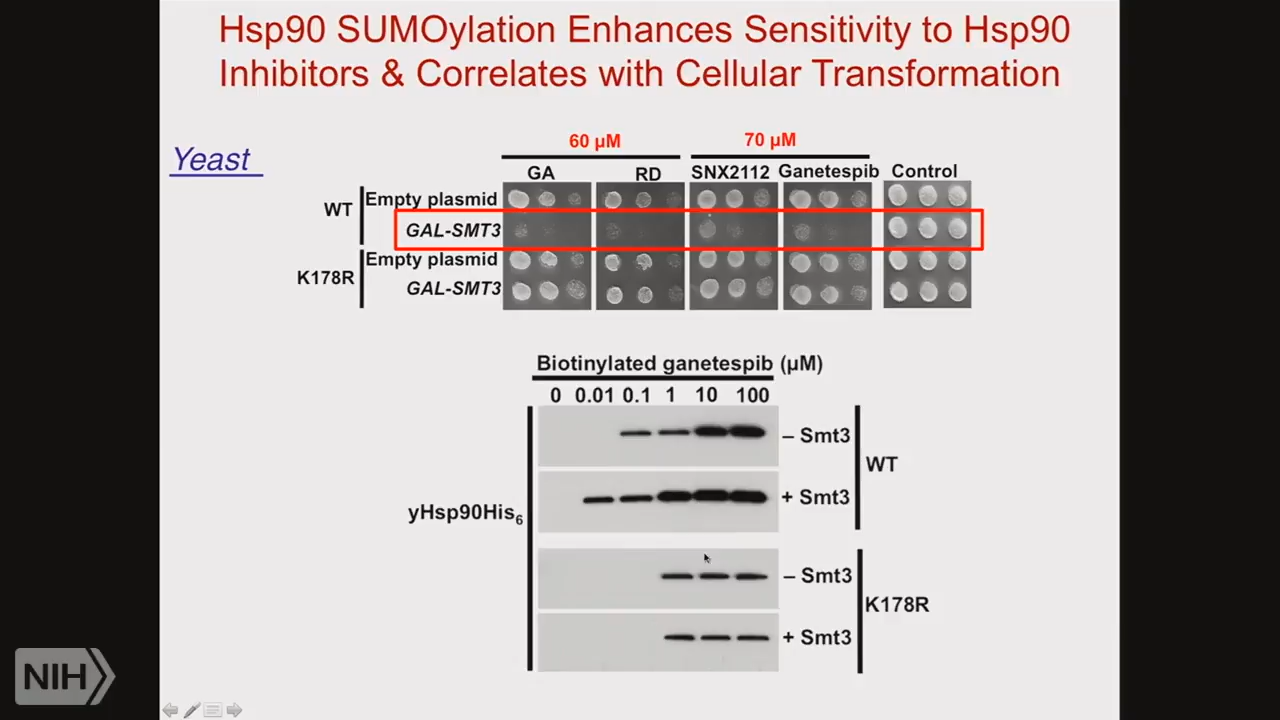 Hsp90 SUMOylation Enhances Sensitivity to Hsp90
Inhibitors & Correlates with Cellular Transformation
Yeast
60 µM 70 µM
GA RD SNX2112 Ganetespib Control
WT
Empty plasmid
GAL-SMT3
K178R
Empty plasmid
GAL-SMT3
Biotinylated ganetespib (µM)
0 0.01 0.1 1 10 100
– Smt3
WT
+ Smt3
yHsp90His6
– Smt3
K178R
+ Smt3
NIH